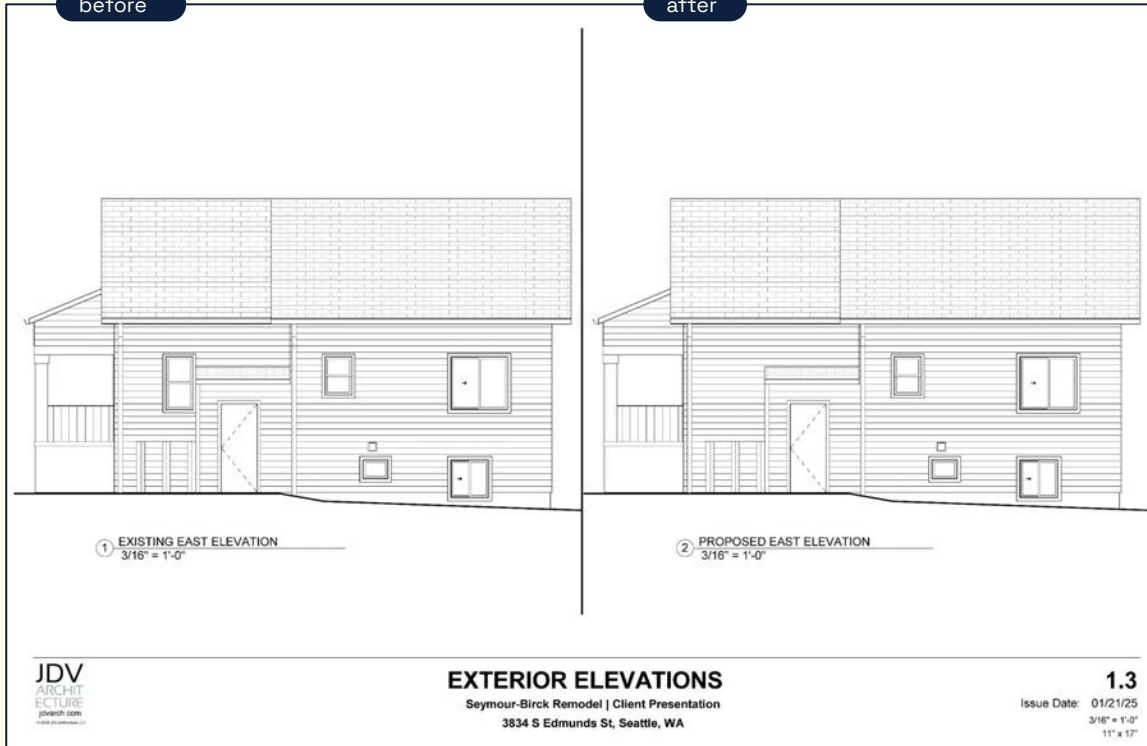 before
after
1 EXISTING EAST ELEVATION
3/16" = 1'-0"
2 PROPOSED EAST ELEVATION
3/16" = 1'-0"
JDV
ARCHIT
ECTURE
jdvarch.com
EXTERIOR ELEVATIONS
Seymour-Birck Remodel | Client Presentation
3834 S Edmunds St, Seattle, WA
1.3
Issue Date: 01/21/25
3/16" = 1'-0"
11" x 17"